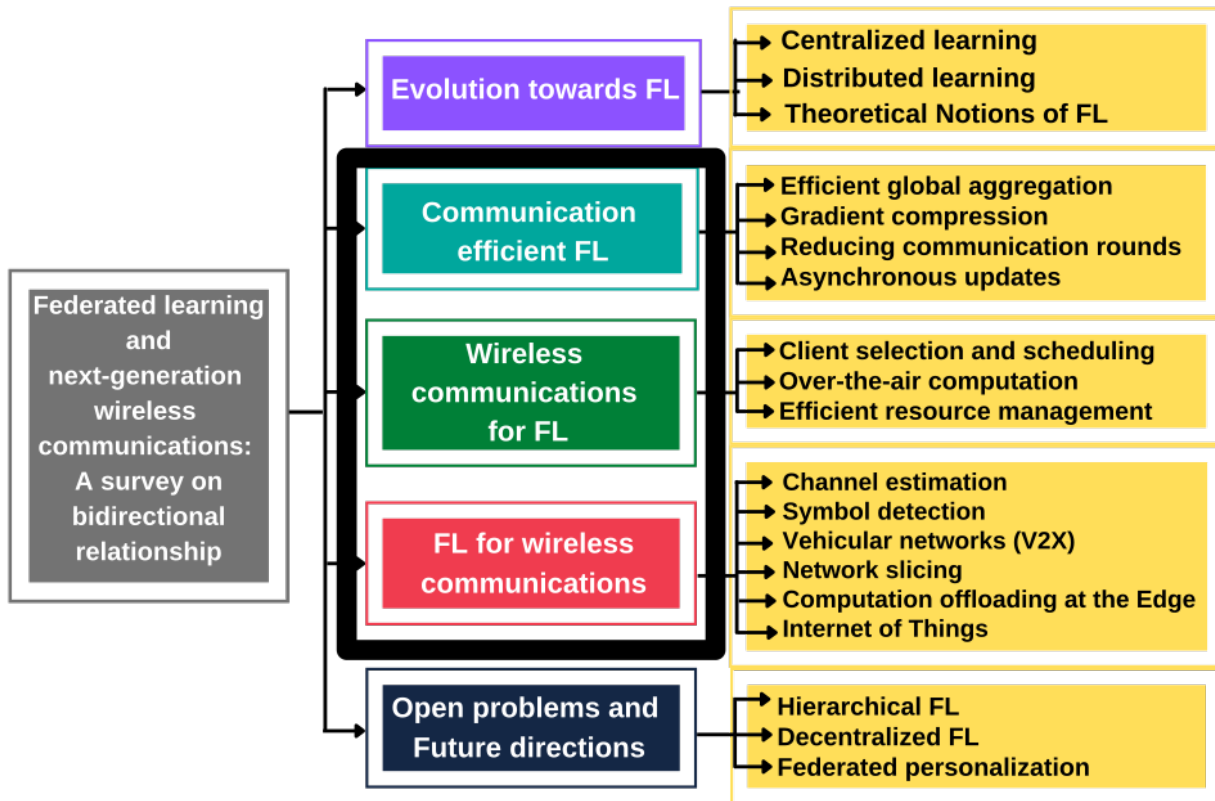 Federated learning
and
next-generation
wireless
communications:
A survey on
bidirectional
relationship
Evolution towards FL
Centralized learning
Distributed learning
Theoretical Notions of FL
Communication
efficient FL
Efficient global aggregation
Gradient compression
Reducing communication rounds
Asynchronous updates
Wireless
communications
for FL
Client selection and scheduling
Over-the-air computation
Efficient resource management
FL for wireless
communications
Channel estimation
Symbol detection
Vehicular networks (V2X)
Network slicing
Computation offloading at the Edge
Internet of Things
Open problems and
Future directions
Hierarchical FL
Decentralized FL
Federated personalization